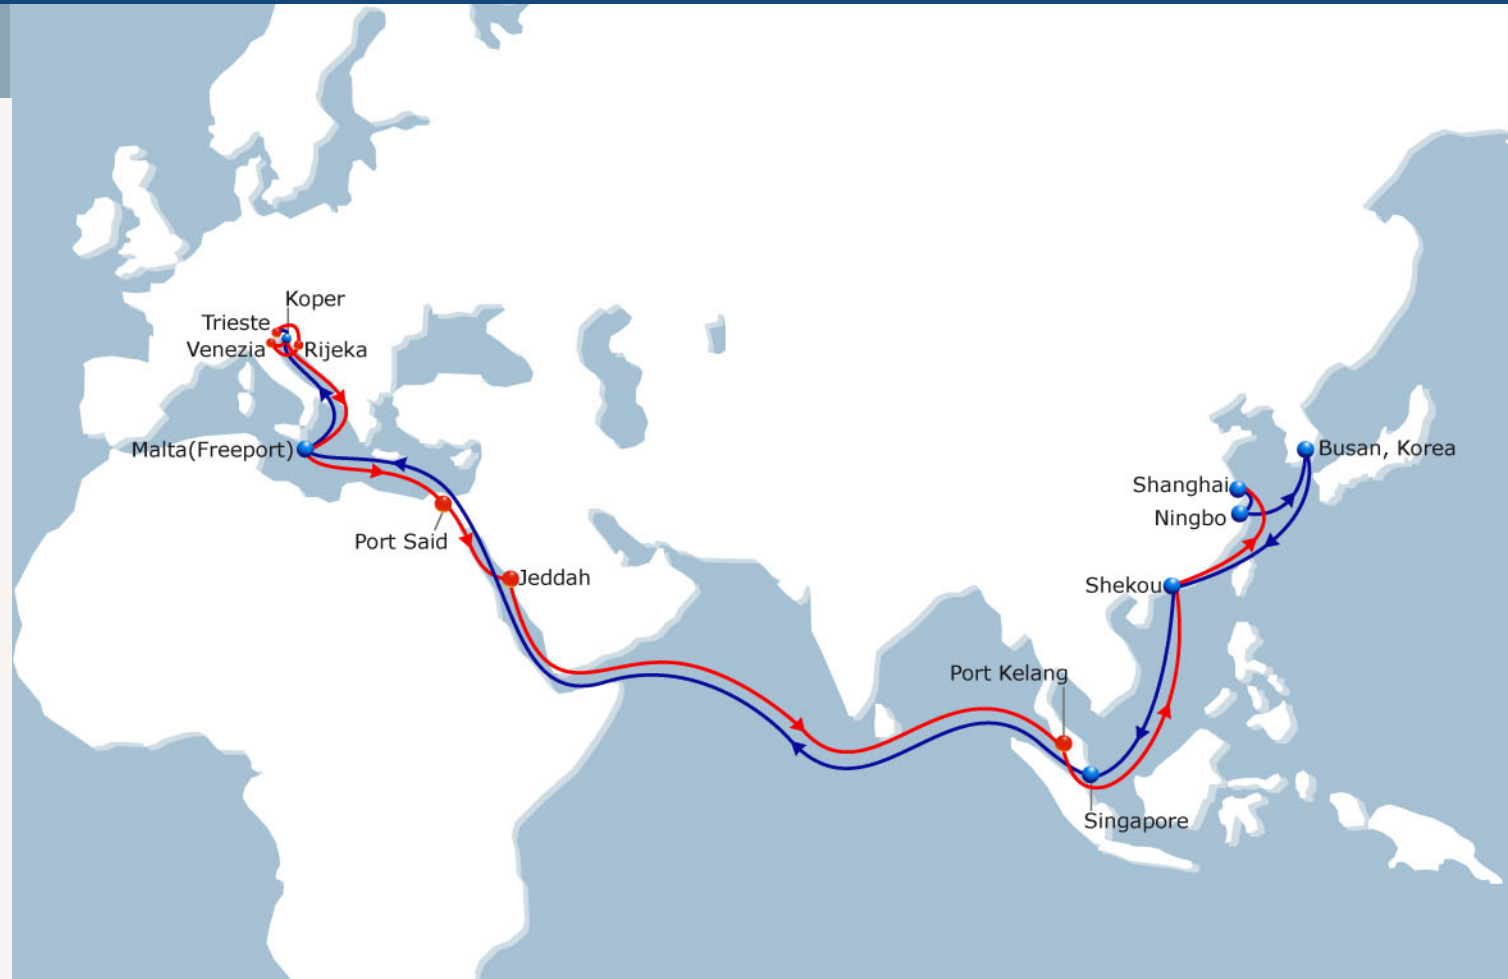 Koper
Trieste
Venezia
Rijeka
Malta(Freeport)
Busan, Korea
Shanghai
Ningbo
Port Said
Jeddah
Shekou
Port Kelang
Singapore